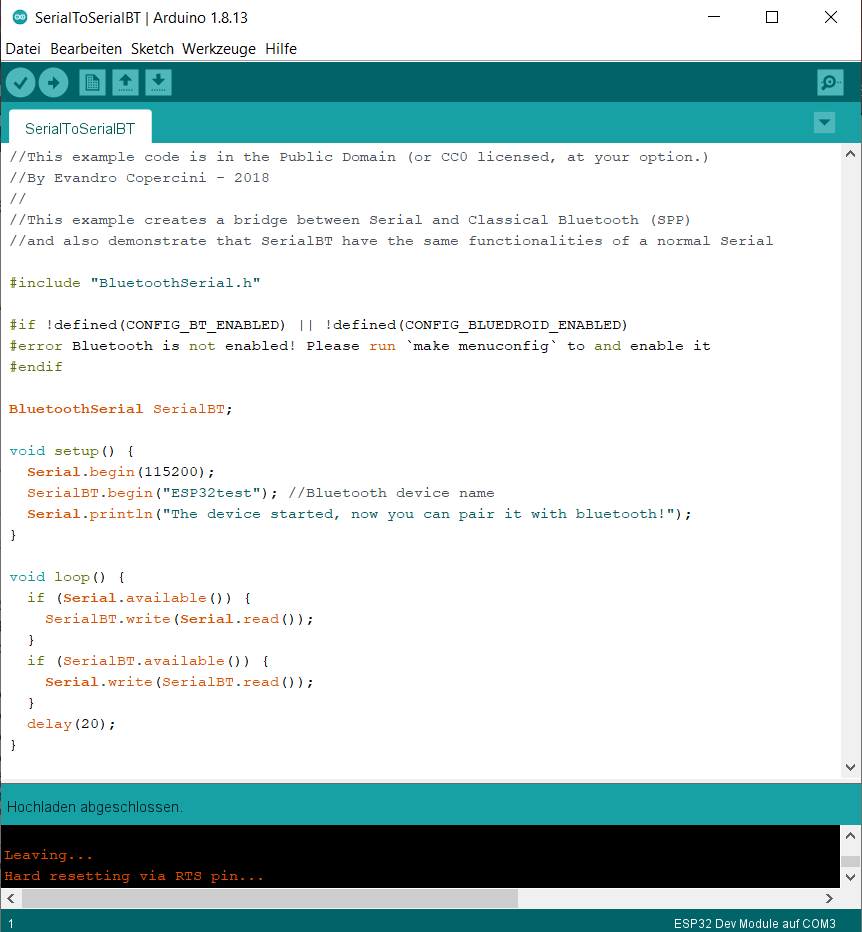 SerialToSerialBT | Arduino 1.8.13
Datei Bearbeiten Sketch Werkzeuge Hilfe
SerialToSerialBT
//This example code is in the Public Domain (or CC0 licensed, at your option.)
//By Evandro Copercini - 2018
//
//This example creates a bridge between Serial and Classical Bluetooth (SPP)
//and also demonstrate that SerialBT have the same functionalities of a normal Serial
#include "BluetoothSerial.h"
#if !defined(CONFIG_BT_ENABLED) || !defined(CONFIG_BLUEDROID_ENABLED)
#error Bluetooth is not enabled! Please run `make menuconfig` to and enable it
#endif
BluetoothSerial SerialBT;
void setup() {
  Serial.begin(115200);
  SerialBT.begin("ESP32test"); //Bluetooth device name
  Serial.println("The device started, now you can pair it with bluetooth!");
}
void loop() {
  if (Serial.available()) {
    SerialBT.write(Serial.read());
  }
  if (SerialBT.available()) {
    Serial.write(SerialBT.read());
  }
  delay(20);
}
Hochladen abgeschlossen.
Leaving...
Hard resetting via RTS pin...
1 ESP32 Dev Module auf COM3